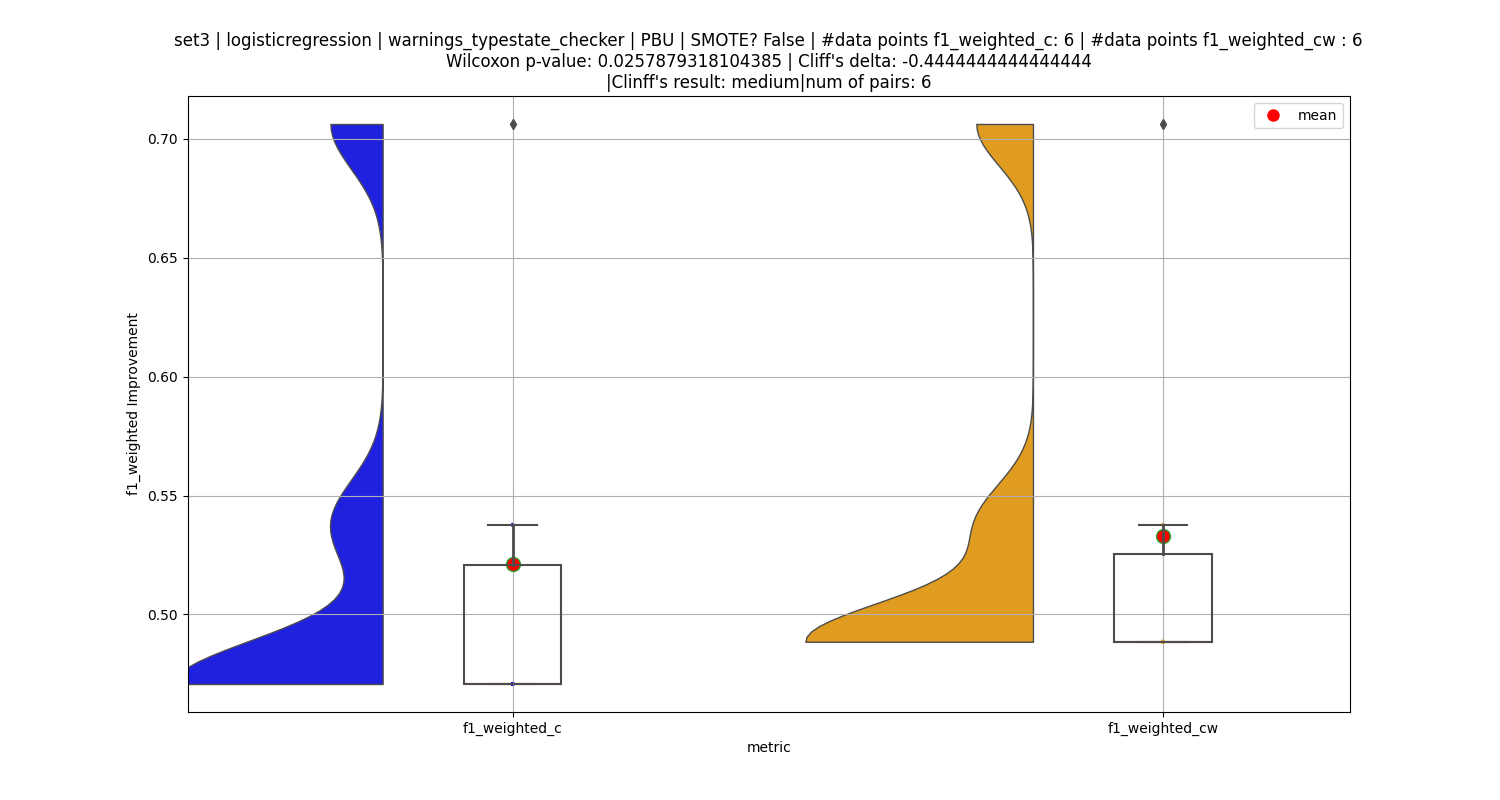 set3 | logisticregression | warnings_typestate_checker | PBU | SMOTE? False | #data points f1_weighted_c: 6 | #data points f1_weighted_cw : 6
Wilcoxon p-value: 0.0257879318104385 | Cliff's delta: -0.4444444444444444
|Clinff's result: medium|num of pairs: 6
mean
0.70
0.65
0.60
0.55
0.50
f1_weighted Improvement
f1_weighted_c
f1_weighted_cw
metric